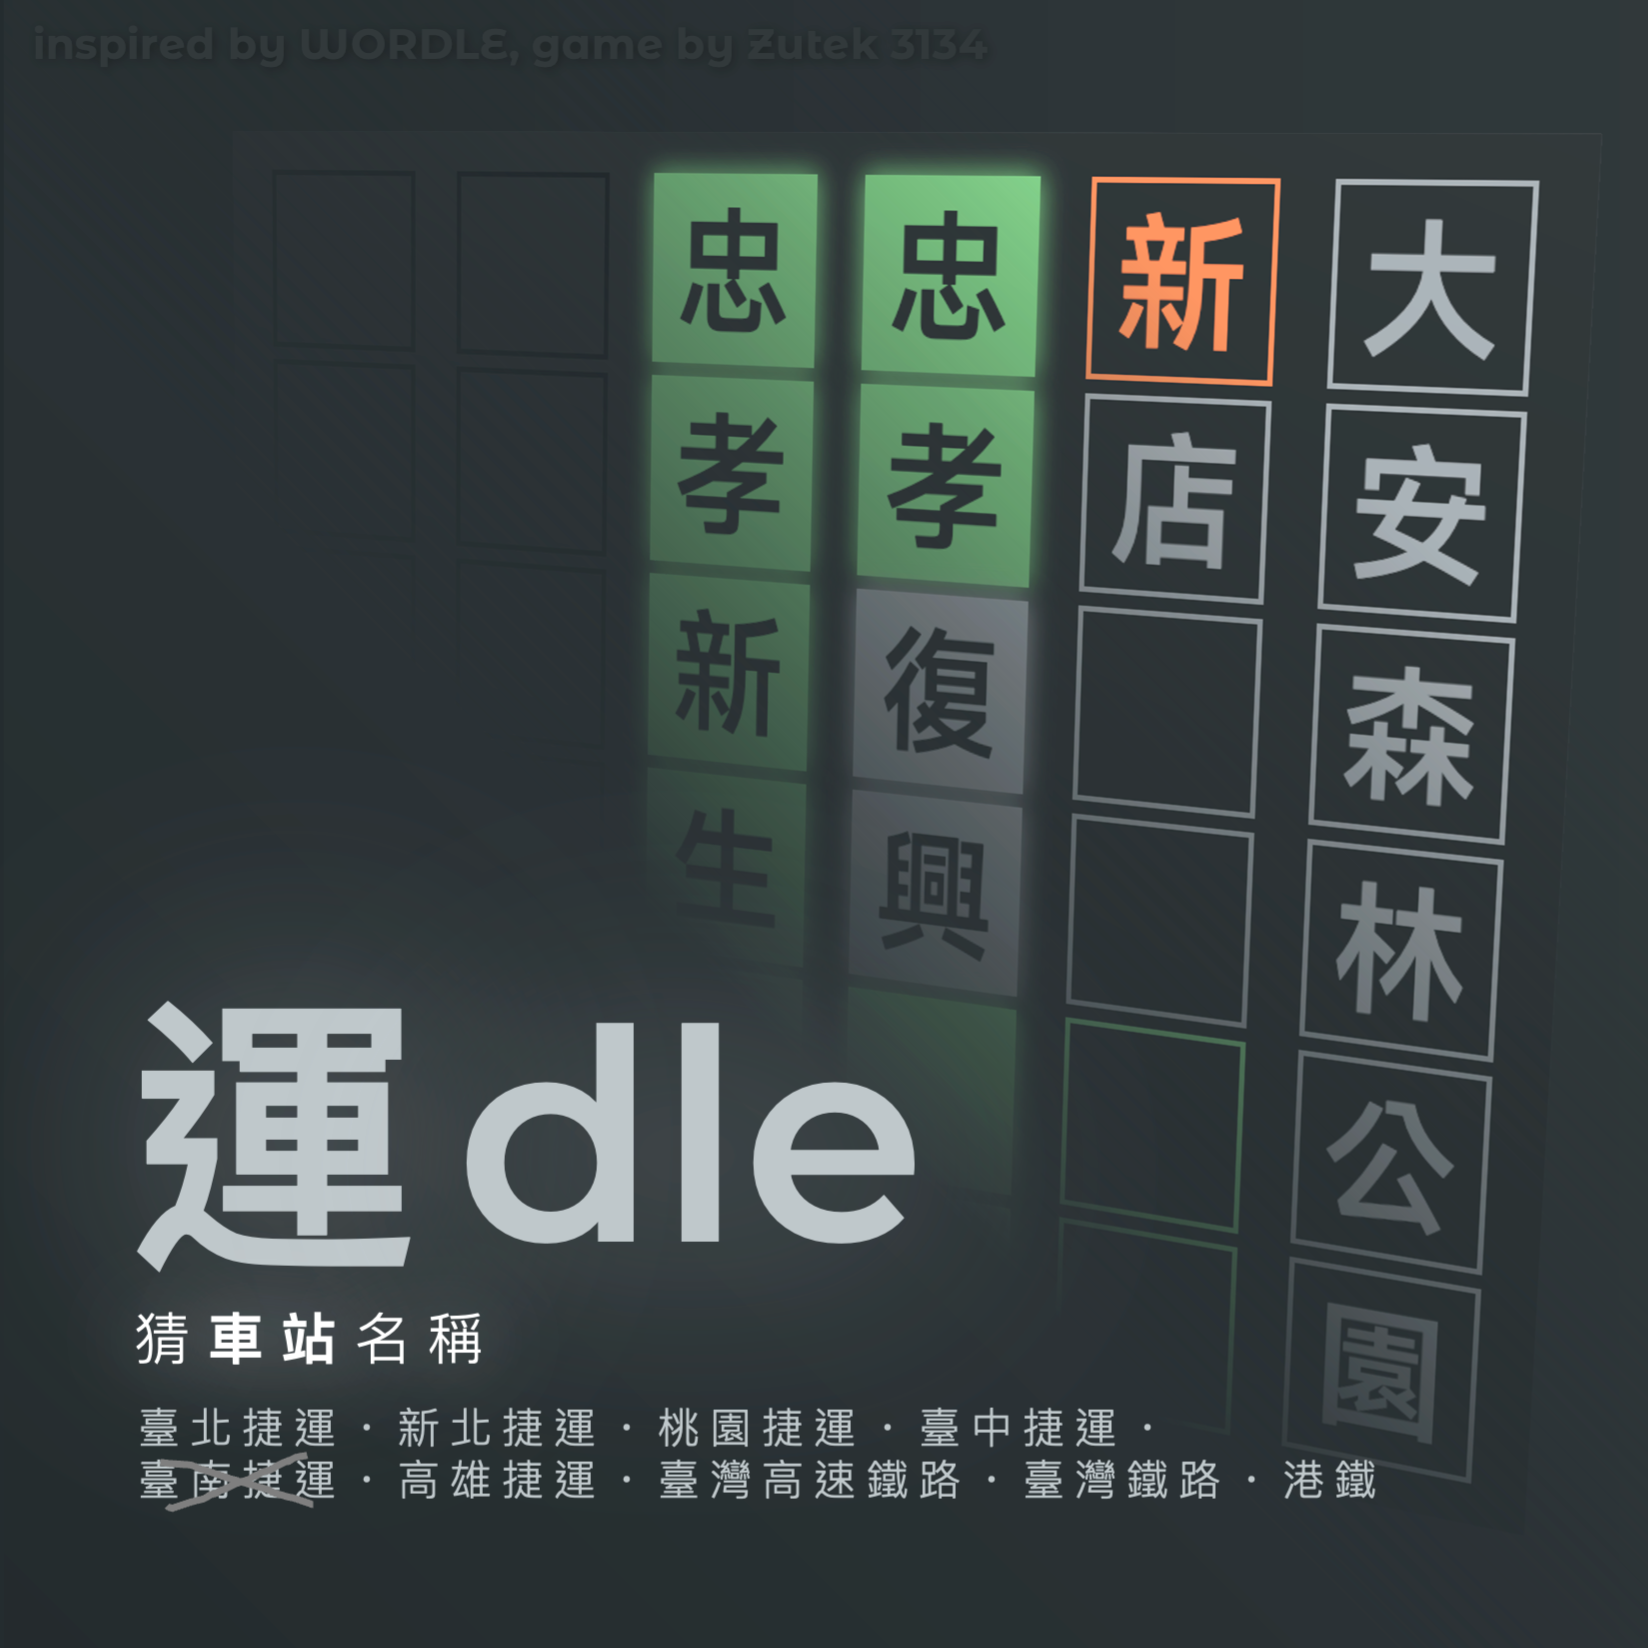 inspired by WORDLE, game by Zutek 3134
大安森林公園
新店
忠孝復興
忠孝新生
運dle
猜車站名稱
臺北捷運・新北捷運・桃園捷運・臺中捷運・
臺南捷運・高雄捷運・臺灣高速鐵路・臺灣鐵路・港鐵